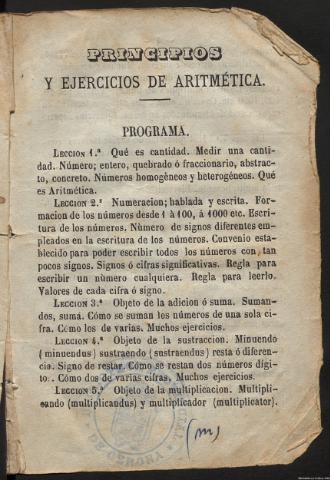 PRINCIPIOS
Y EJERCICIOS DE ARITMÉTICA.
PROGRAMA.
LECCION 1.ª Qué es cantidad. Medir una canti-
dad. Número; entero, quebrado ó fraccionario, abstrac-
to, concreto. Números homogéneos y heterogéneos. Qué
es Aritmética.
LECCION 2.ª Numeracion; hablada y escrita. For-
macion de los números desde 1 á 100, á 1000 etc. Escri-
tura de los números. Número de signos diferentes em-
pleados en la escritura de los números. Convenio esta-
blecido para poder escribir todos los números con tan
pocos signos. Signos ó cifras significativas. Regla para
escribir un número cualquiera. Regla para leerlo.
Valores de cada cifra ó signo.
LECCION 3.ª Objeto de la adicion ó suma. Suman-
dos, suma. Cómo se suman los números de una sola ci-
fra. Cómo los de varias. Muchos ejercicios.
LECCION 4.ª Objeto de la sustraccion. Minuendo
(minuendus) sustraendo (sustraendus) resta ó diferen-
cia. Signo de restar. Cómo se restan dos números dígi-
to. . Cómo dos de varias cifras. Muchos ejercicios.
LECCION 5.ª Objeto de la multiplicacion. Multipli-
cando (multiplicandus) y multiplicador (multiplicater).